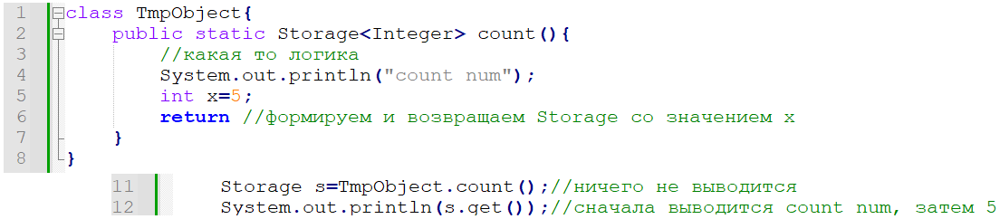 1 class TmpObject{
2 public static Storage<Integer> count(){
3 //какая то логика
4 System.out.println("count num");
5 int x=5;
6 return //формируем и возвращаем Storage со значением x
7 }
8 }
11 Storage s=TmpObject.count();//ничего не выводится
12 System.out.println(s.get());//сначала выводится count num, затем 5